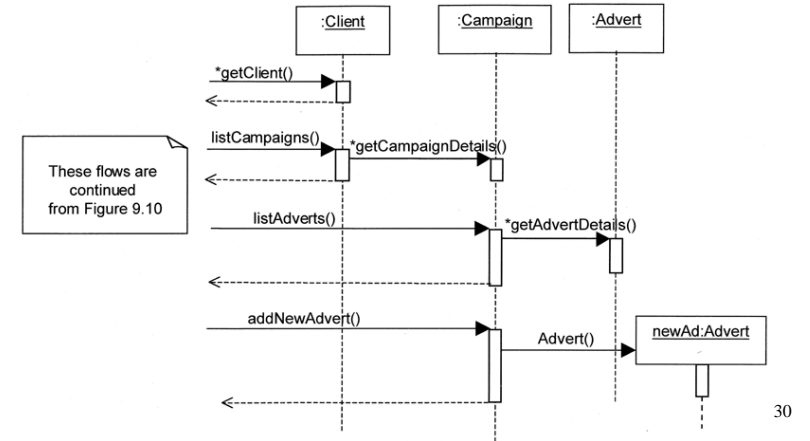 :Client
:Campaign
:Advert
*getClient()
listCampaigns()
*getCampaignDetails()
These flows are
continued
from Figure 9.10
listAdverts()
*getAdvertDetails()
addNewAdvert()
Advert()
newAd:Advert
30